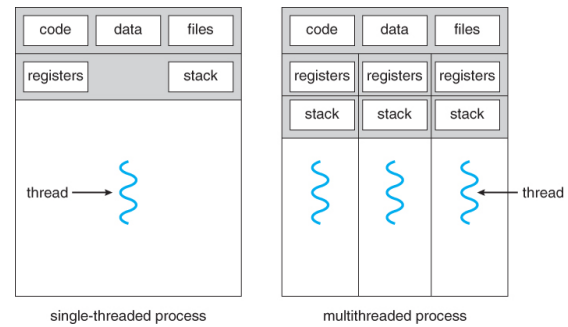 code data files
registers stack
thread
single-threaded process
code data files
registers registers registers
stack stack stack
thread
multithreaded process